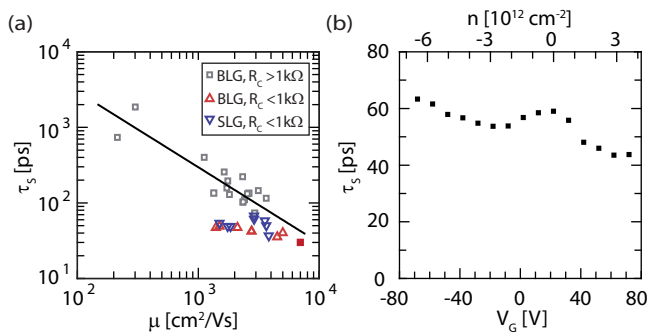 (a)
BLG, R_C >1kΩ
BLG, R_C <1kΩ
SLG, R_C <1kΩ
τ_S [ps]
10^4
10^3
10^2
10^1
10^2 10^3 10^4
μ [cm^2/Vs]
(b)
n [10^12 cm^-2]
-6 -3 0 3
τ_S [ps]
80
60
40
20
0
-80 -40 0 40 80
V_G [V]